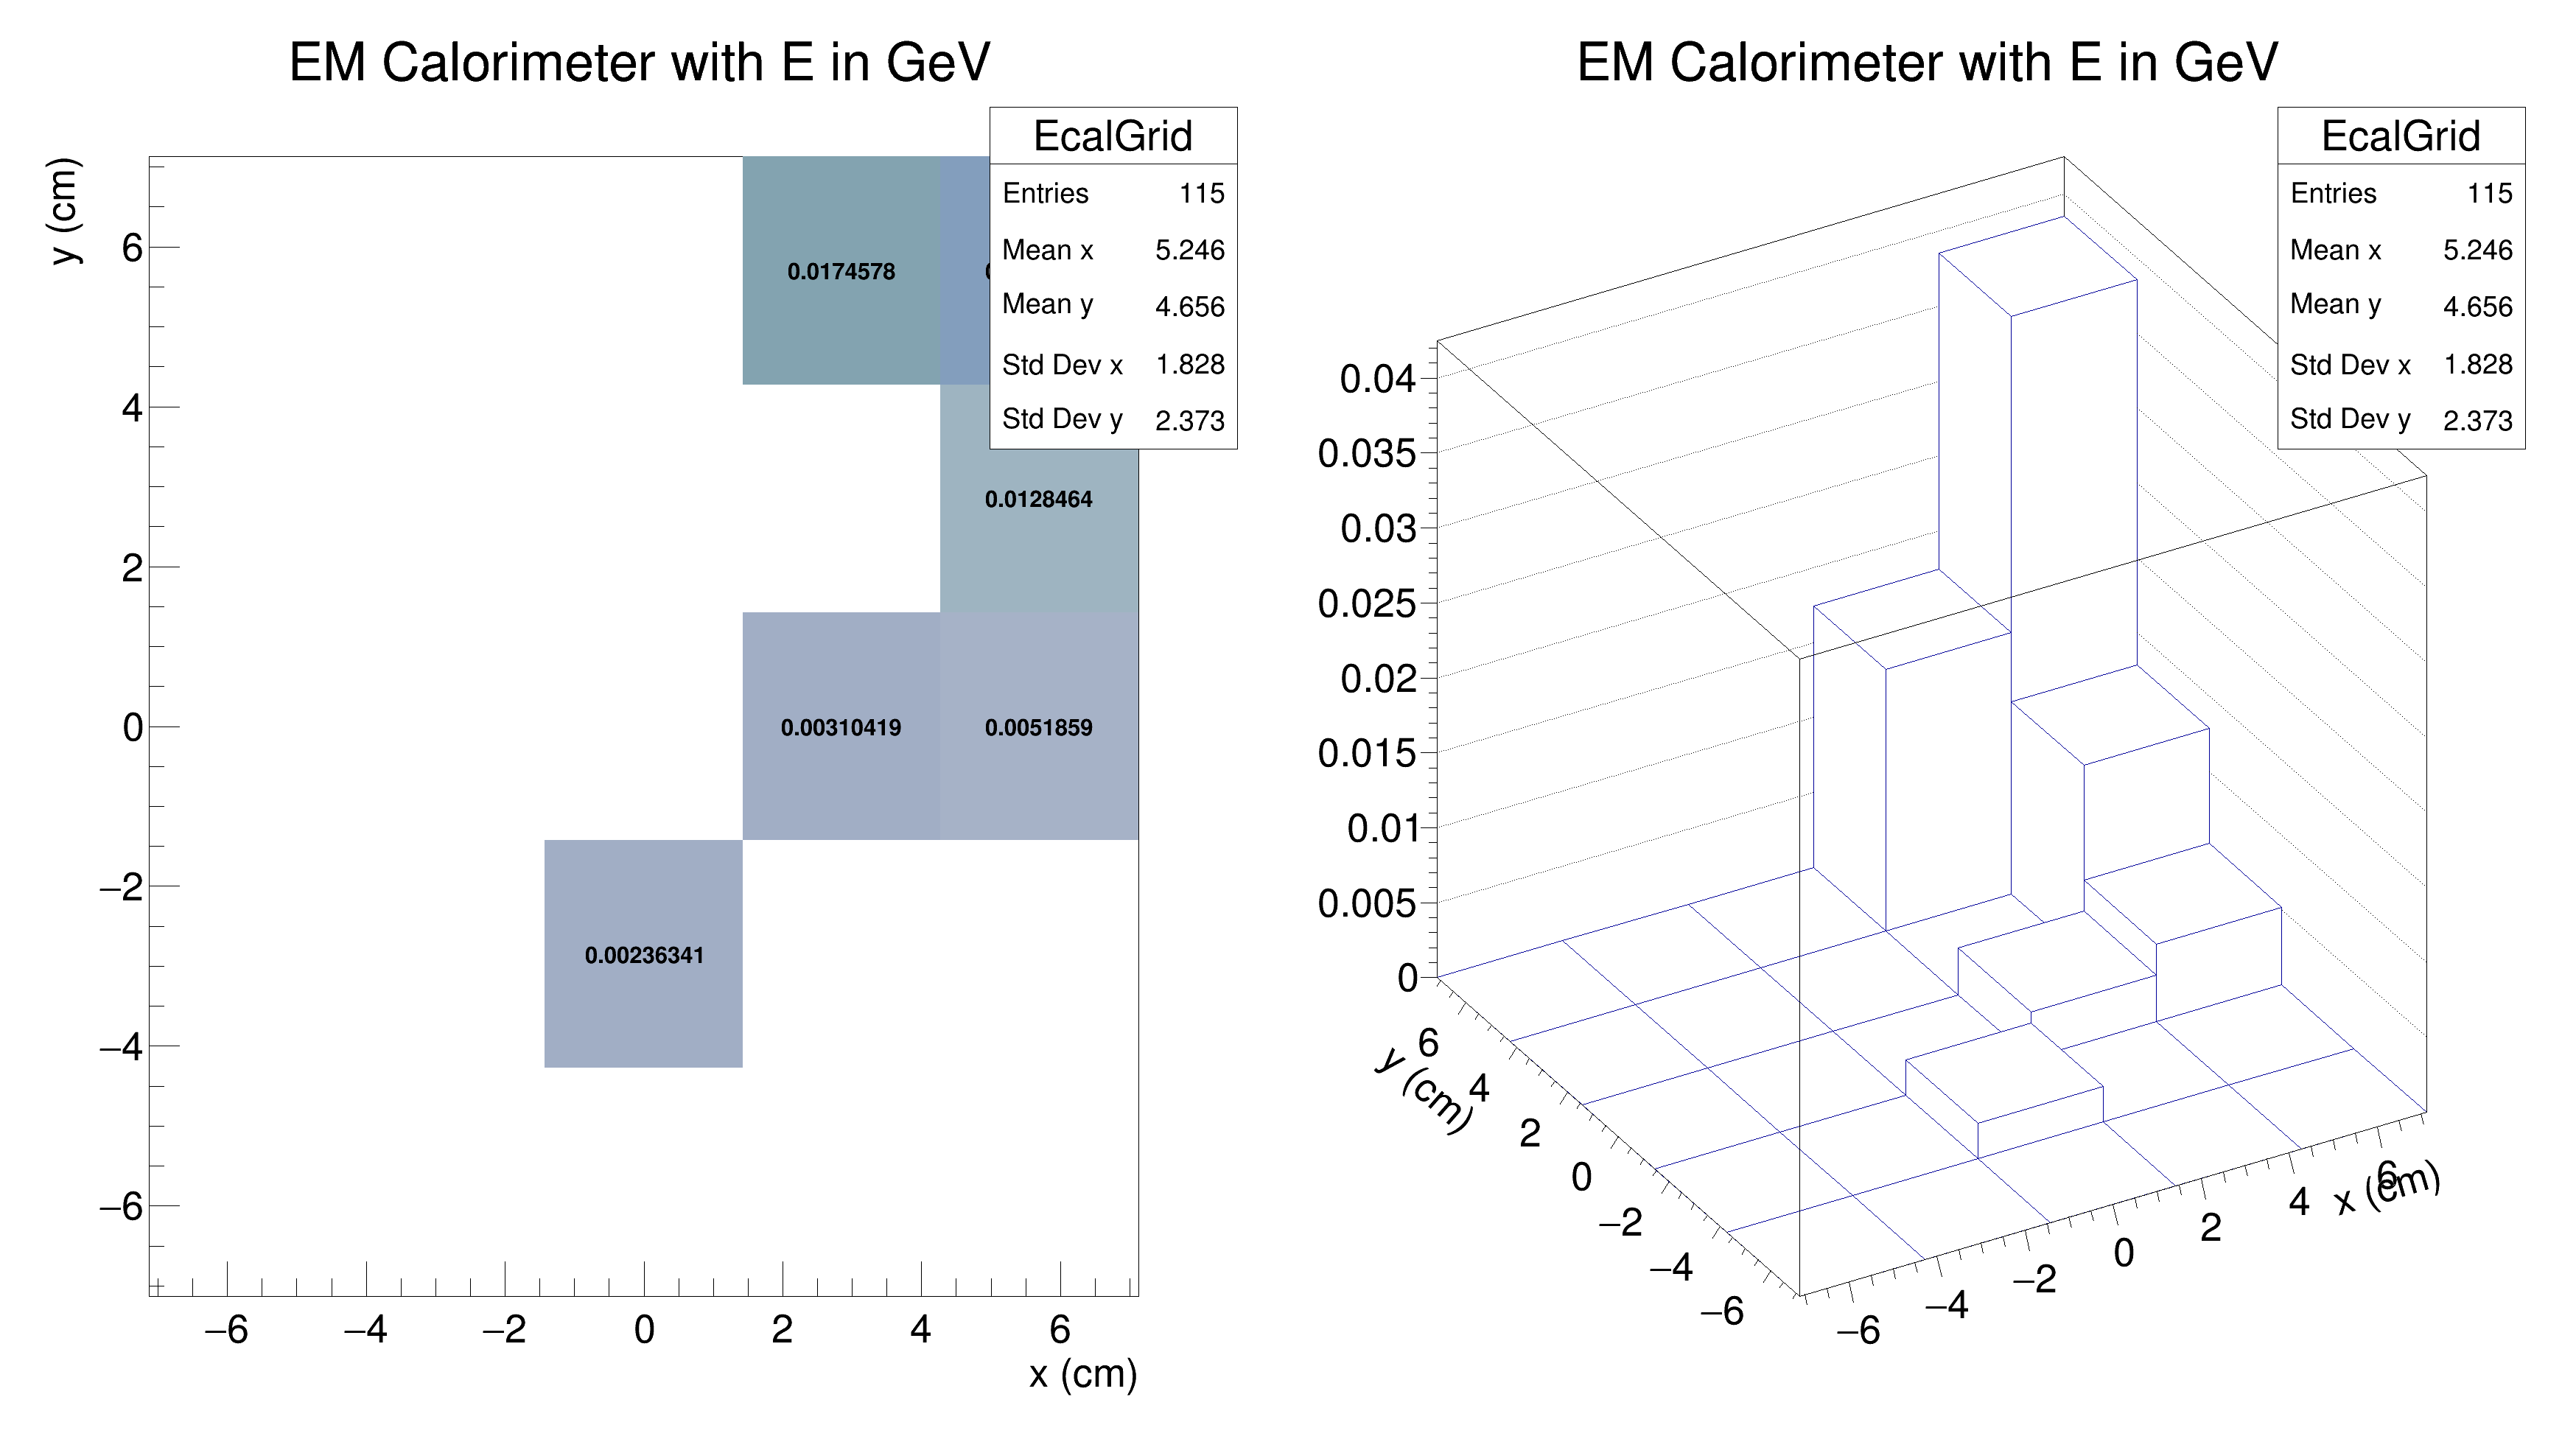 EM Calorimeter with E in GeV
EcalGrid
Entries 115
Mean x 5.246
Mean y 4.656
Std Dev x 1.828
Std Dev y 2.373
y (cm)
6
4
2
0
−2
−4
−6
0.0174578
0.0128464
0.00310419
0.0051859
0.00236341
−6 −4 −2 0 2 4 6
x (cm)
EM Calorimeter with E in GeV
EcalGrid
Entries 115
Mean x 5.246
Mean y 4.656
Std Dev x 1.828
Std Dev y 2.373
0.04
0.035
0.03
0.025
0.02
0.015
0.01
0.005
0
y (cm)
6
4
2
0
−2
−4
−6
−6
−4
−2
0
2
4
6
x (cm)